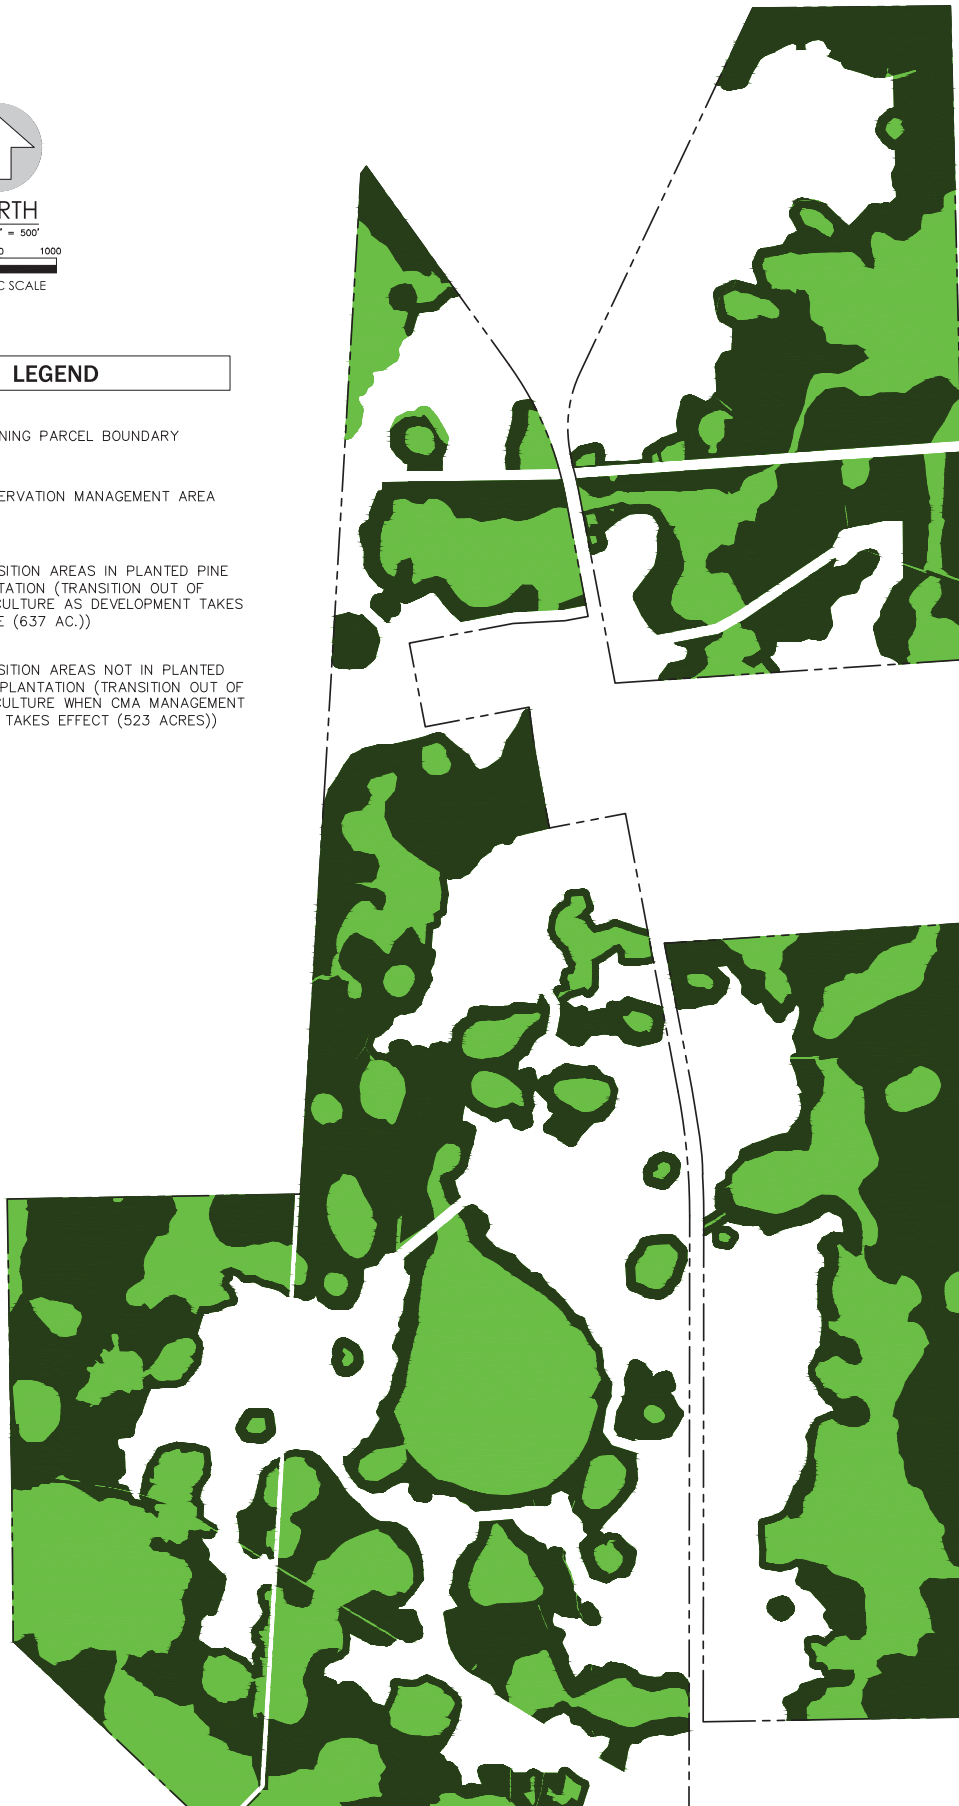 RTH
" = 500'
0 1000
C SCALE
LEGEND
NING PARCEL BOUNDARY
ERVATION MANAGEMENT AREA
SITION AREAS IN PLANTED PINE
TATION (TRANSITION OUT OF
CULTURE AS DEVELOPMENT TAKES
E (637 AC.))
SITION AREAS NOT IN PLANTED
PLANTATION (TRANSITION OUT OF
CULTURE WHEN CMA MANAGEMENT
TAKES EFFECT (523 ACRES))